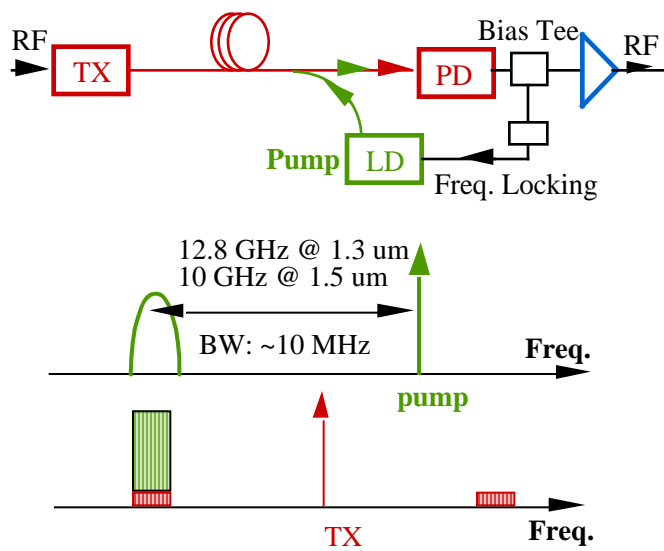 Bias Tee
RF
TX
PD
RF
Pump
LD
Freq. Locking
12.8 GHz @ 1.3 um
10 GHz @ 1.5 um
BW: ~10 MHz
Freq.
pump
TX
Freq.